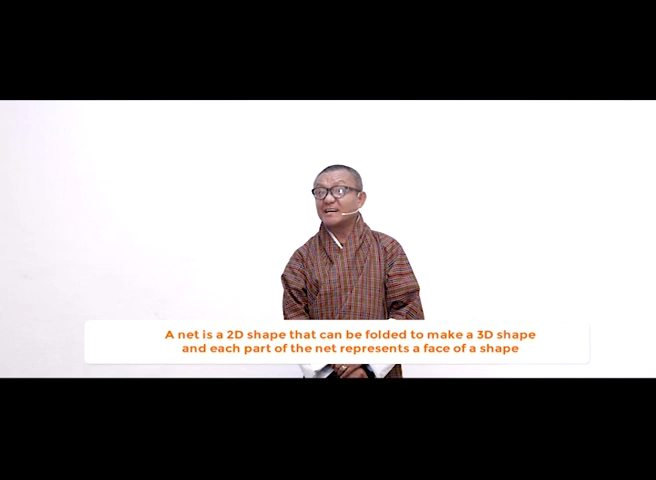 A net is a 2D shape that can be folded to make a 3D shape
and each part of the net represents a face of a shape